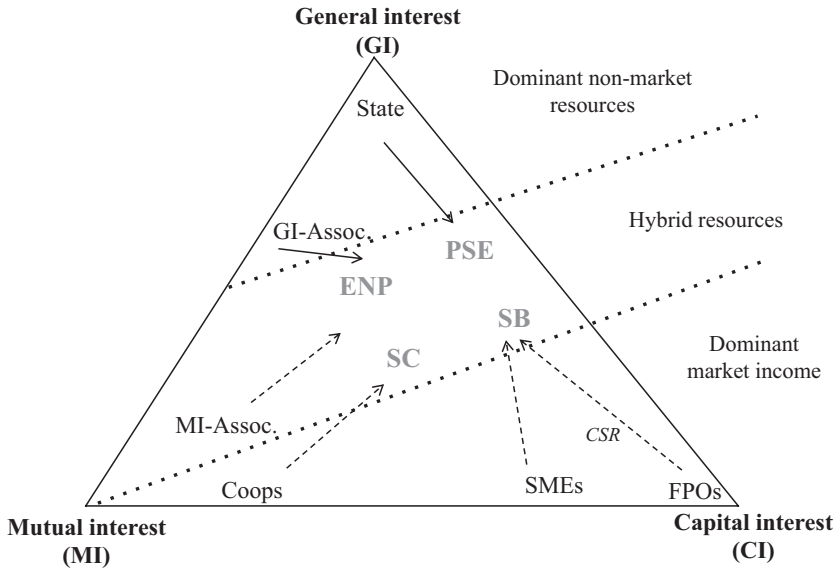 General interest
(GI)
Dominant non-market
resources
State
Hybrid resources
GI-Assoc.
PSE
ENP
SB
Dominant
market income
SC
MI-Assoc.
CSR
Coops
SMEs
FPOs
Mutual interest
(MI)
Capital interest
(CI)